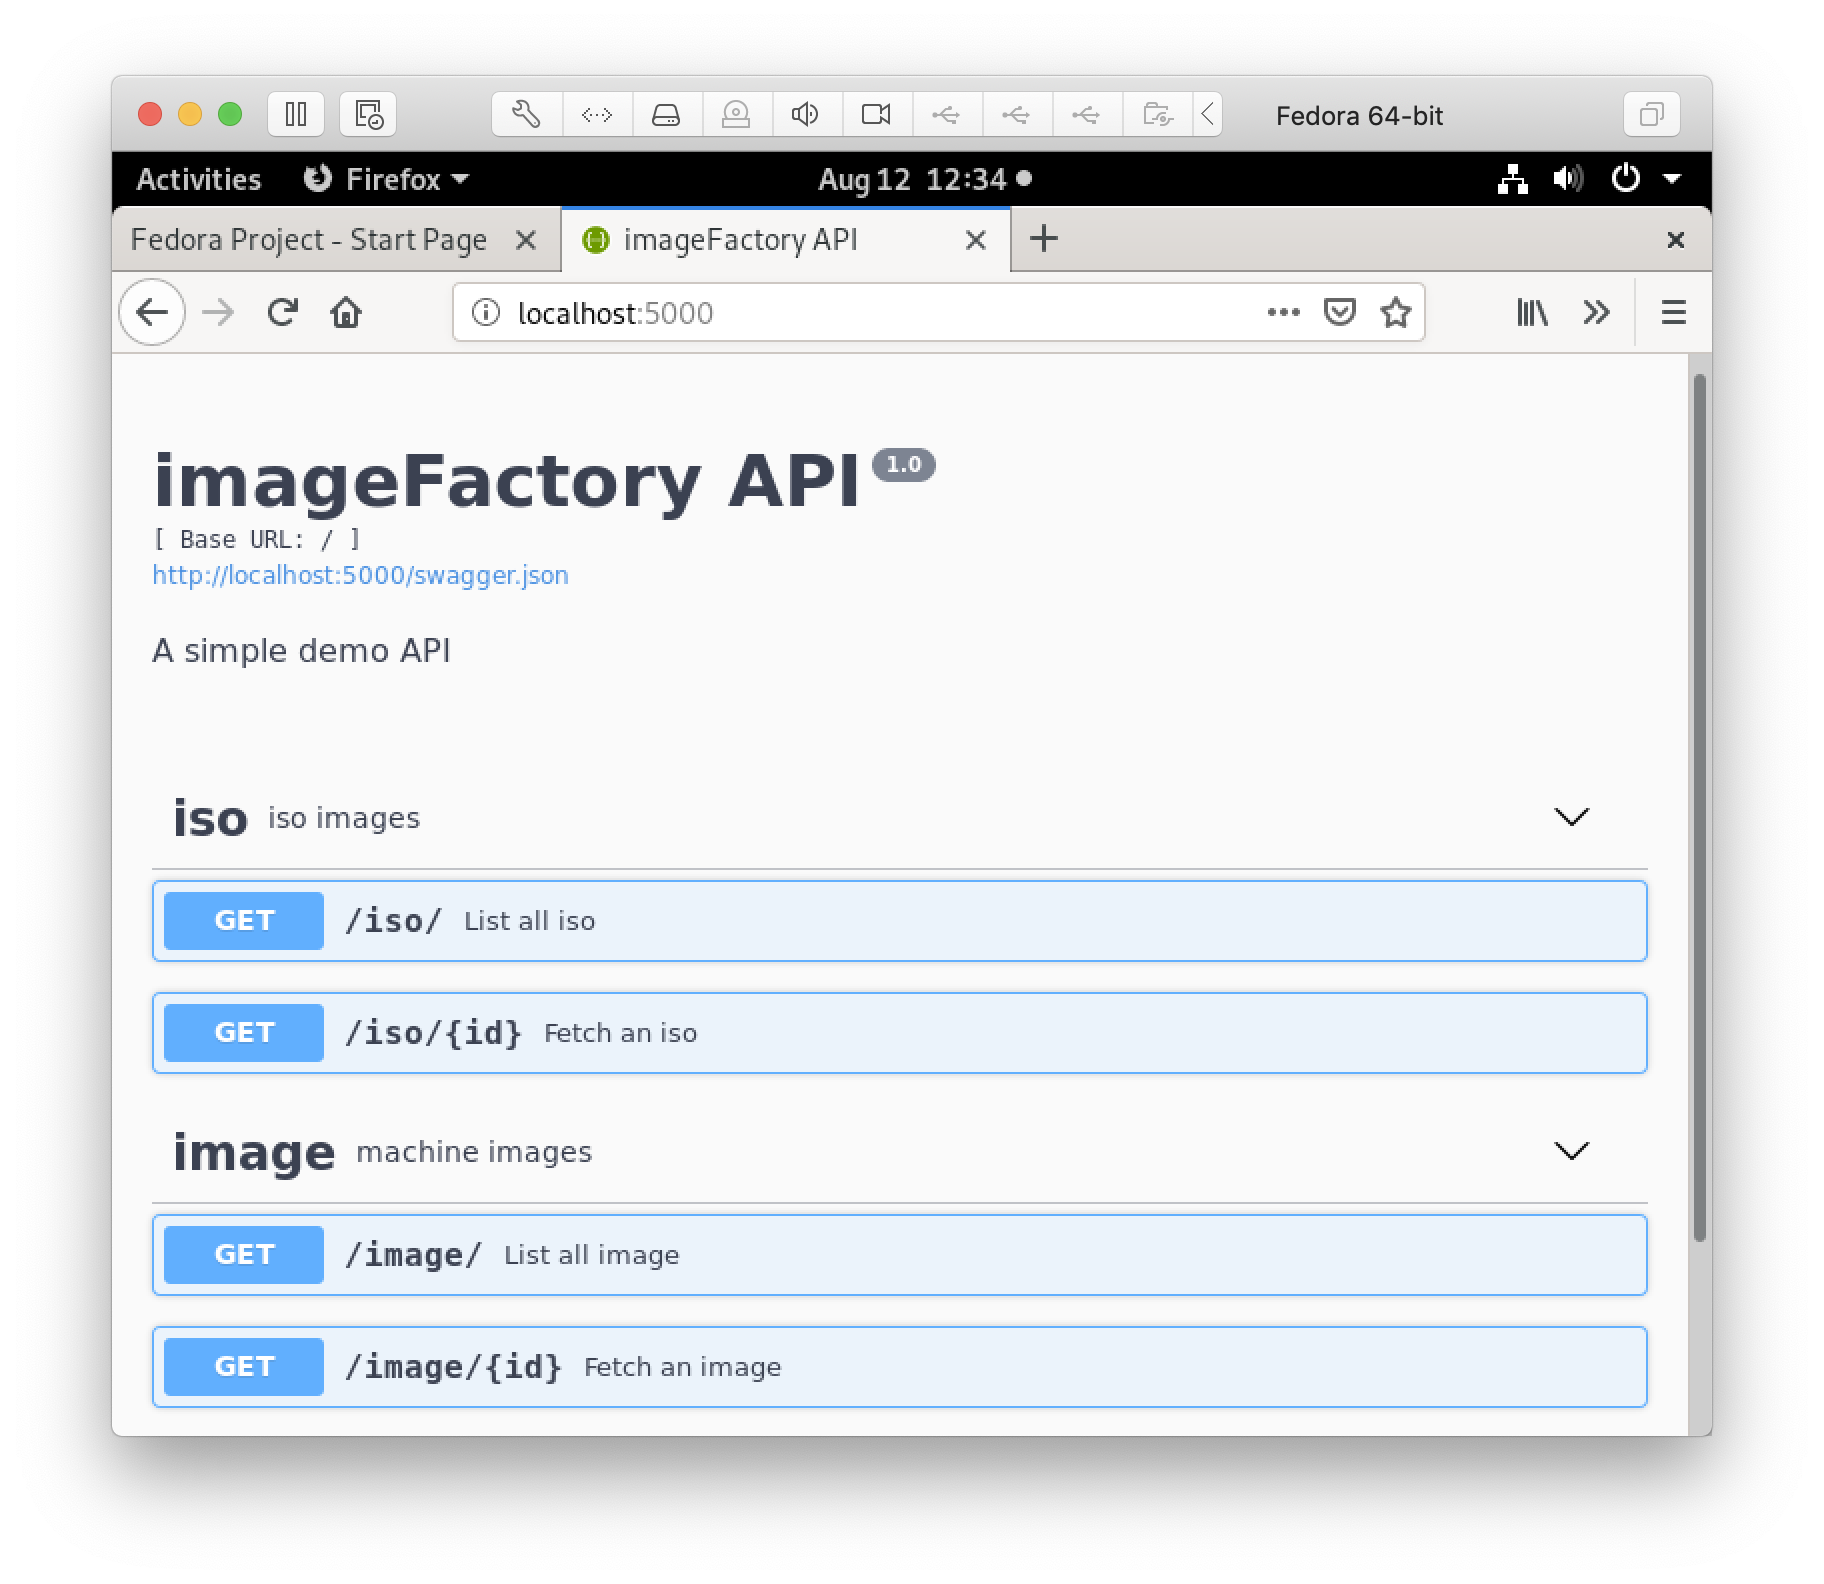 Fedora 64-bit
Activities Firefox Aug 12 12:34
Fedora Project - Start Page imageFactory API
localhost:5000
imageFactory API 1.0
[ Base URL: / ]
http://localhost:5000/swagger.json
A simple demo API
iso iso images
GET /iso/ List all iso
GET /iso/{id} Fetch an iso
image machine images
GET /image/ List all image
GET /image/{id} Fetch an image